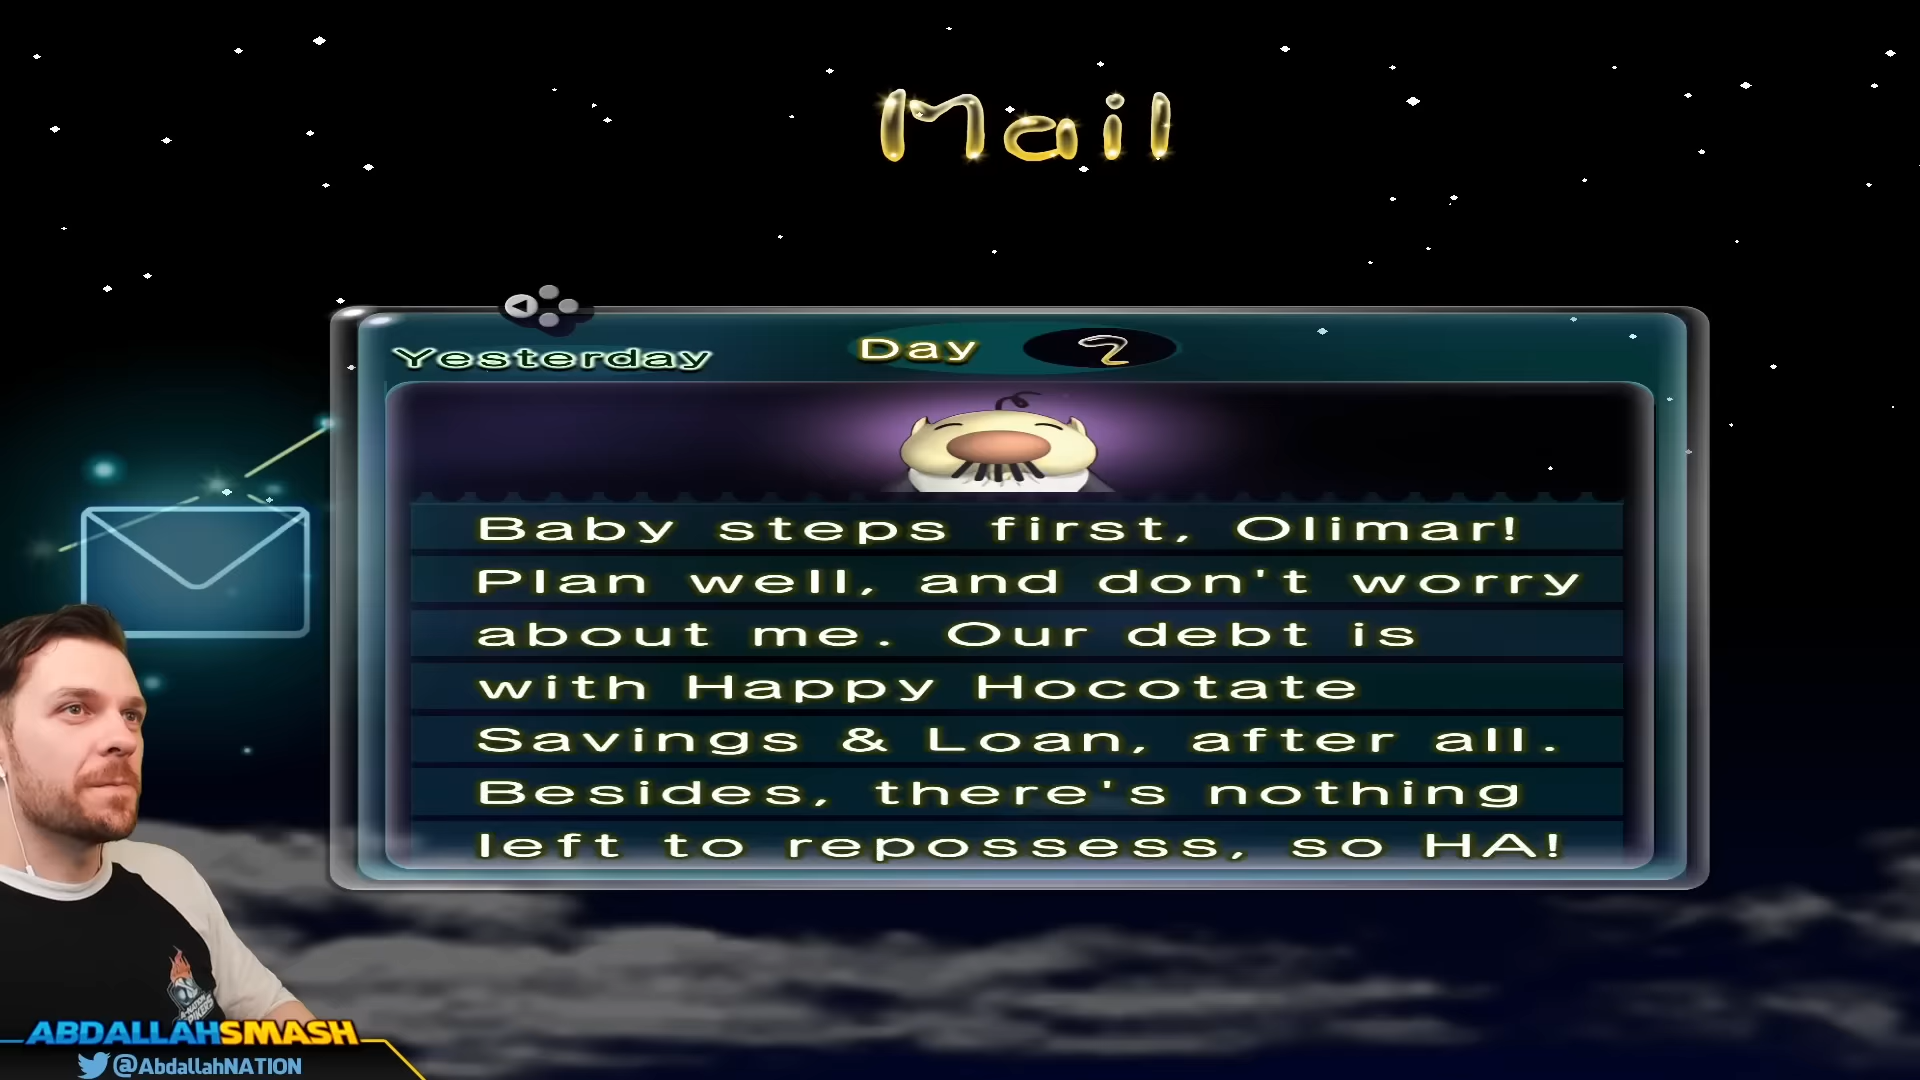 Mail
Yesterday
Day 2
Baby steps first, Olimar!
Plan well, and don't worry
about me. Our debt is
with Happy Hocotate
Savings & Loan, after all.
Besides, there's nothing
left to repossess, so HA!
ABDALLAHSMASH
@AbdallahNATION